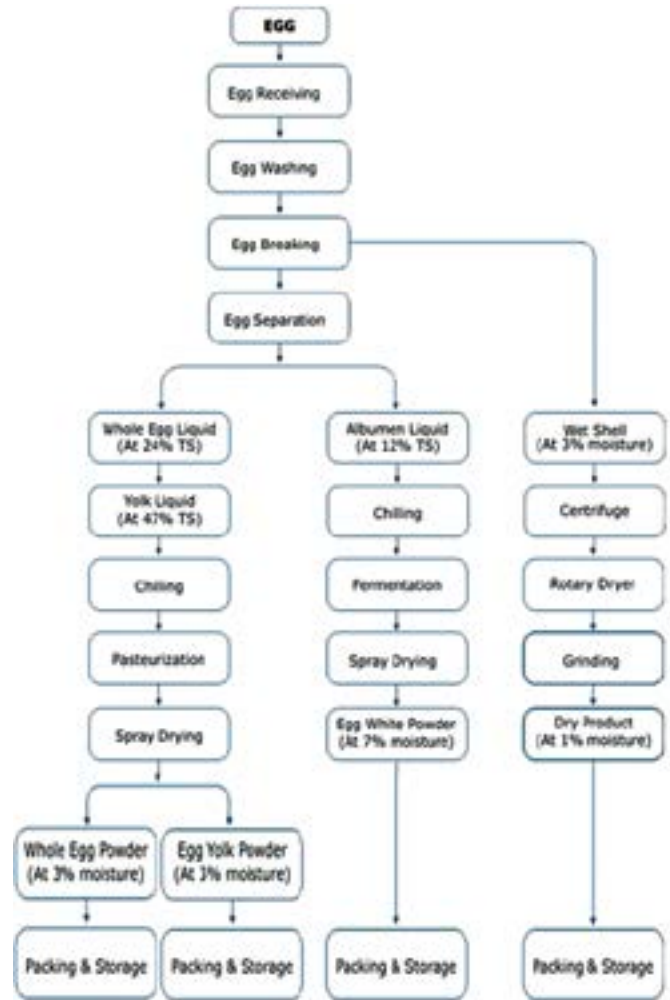 EGG
Egg Receiving
Egg Washing
Egg Breaking
Egg Separation
Whole Egg Liquid
(At 24% TS)
Yolk Liquid
(At 47% TS)
Chilling
Pasteurization
Spray Drying
Whole Egg Powder
(At 3% moisture)
Packing & Storage
Egg Yolk Powder
(At 3% moisture)
Packing & Storage
Albumen Liquid
(At 12% TS)
Chilling
Fermentation
Spray Drying
Egg White Powder
(At 7% moisture)
Packing & Storage
Wet Shell
(At 3% moisture)
Centrifuge
Rotary Dryer
Grinding
Dry Product
(At 1% moisture)
Packing & Storage